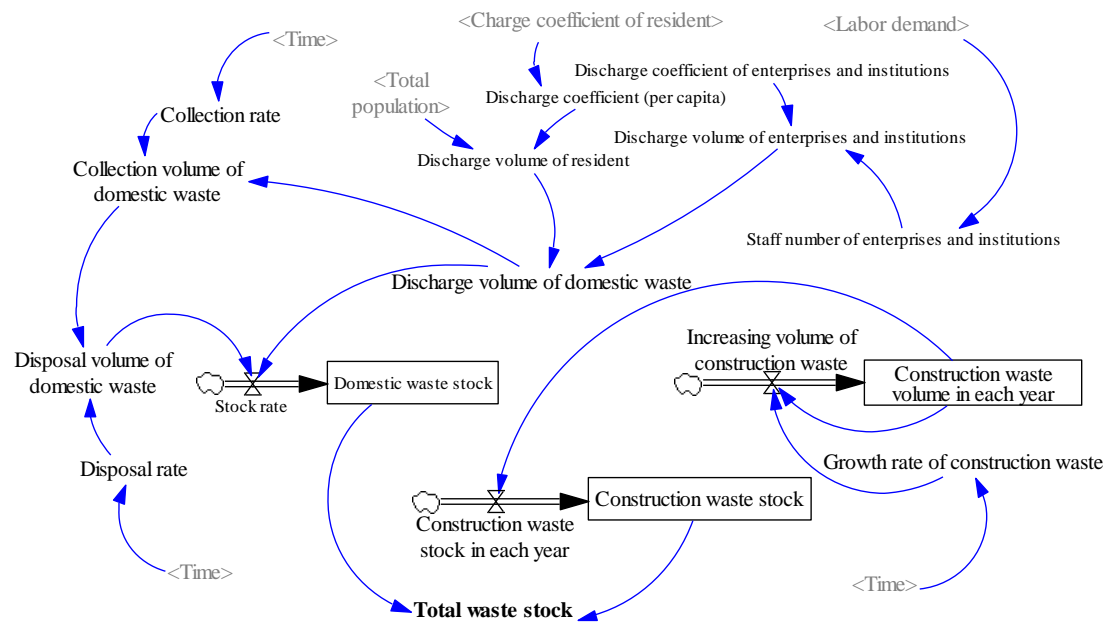 <Charge coefficient of resident>
<Labor demand>
<Time>
<Total
population>
Discharge coefficient of enterprises and institutions
Discharge coefficient (per capita)
Collection rate
Discharge volume of enterprises and institutions
Discharge volume of resident
Collection volume of
domestic waste
Staff number of enterprises and institutions
Discharge volume of domestic waste
Disposal volume of
domestic waste
Stock rate
Domestic waste stock
Increasing volume of
construction waste
Construction waste
volume in each year
Disposal rate
Growth rate of construction waste
Construction waste
stock in each year
Construction waste stock
<Time>
<Time>
Total waste stock